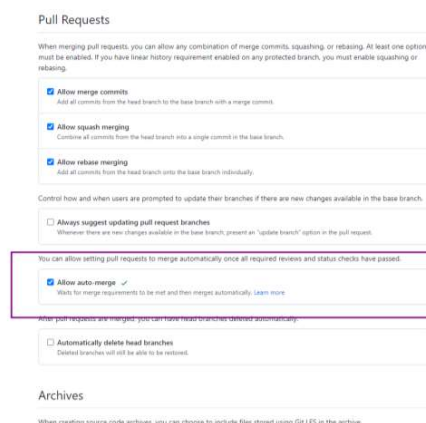 Pull Requests
When merging pull requests, you can allow any combination of merge commits, squashing, or rebasing. At least one option
must be enabled. If you have linear history requirement enabled on any protected branch, you must enable squashing or
rebasing.
Allow merge commits
Add all commits from the head branch to the base branch with a merge commit.
Allow squash merging
Combine all commits from the head branch into a single commit in the base branch.
Allow rebase merging
Add all commits from the head branch onto the base branch individually.
Control how and when users are prompted to update their branches if there are new changes available in the base branch.
Always suggest updating pull request branches
Whenever there are new changes available in the base branch, present an "update branch" option in the pull request.
You can allow setting pull requests to merge automatically once all required reviews and status checks have passed.
Allow auto-merge ✓
Waits for merge requirements to be met and then merges automatically. Learn more
After pull requests are merged, you can have head branches deleted automatically.
Automatically delete head branches
Deleted branches will still be able to be restored.
Archives
When creating source code archives, you can choose to include files stored using Git LFS in the archive.